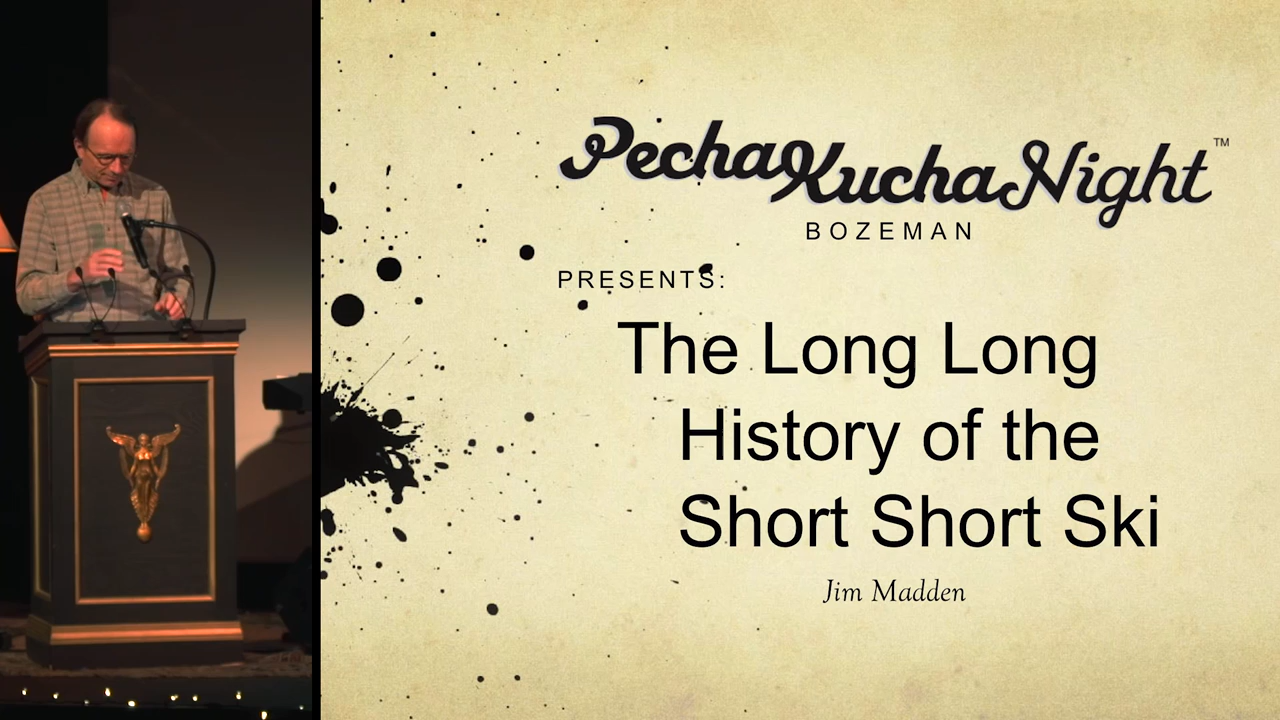 PechaKuchaNight™
BOZEMAN
PRESENTS:
The Long Long
History of the
Short Short Ski
Jim Madden